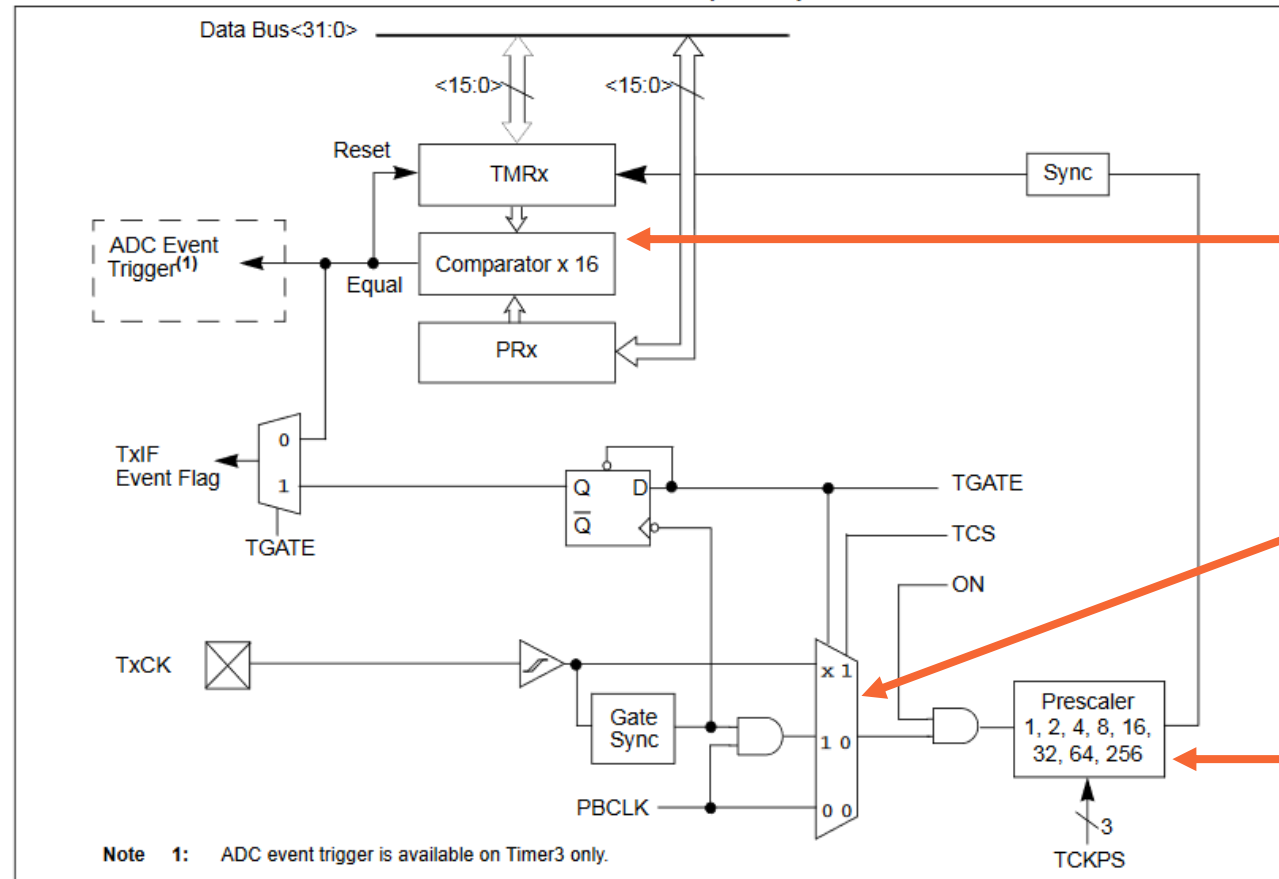 Data Bus<31:0>
<15:0>
<15:0>
Reset
TMRx
Sync
ADC Event
Trigger(1)
Comparator x 16
Equal
PRx
0
TxIF
Event Flag
1
Q
D
Q
TGATE
TGATE
TCS
ON
TxCK
x 1
Gate
Sync
1 0
Prescaler
1, 2, 4, 8, 16,
32, 64, 256
PBCLK
0 0
3
Note 1: ADC event trigger is available on Timer3 only.
TCKPS